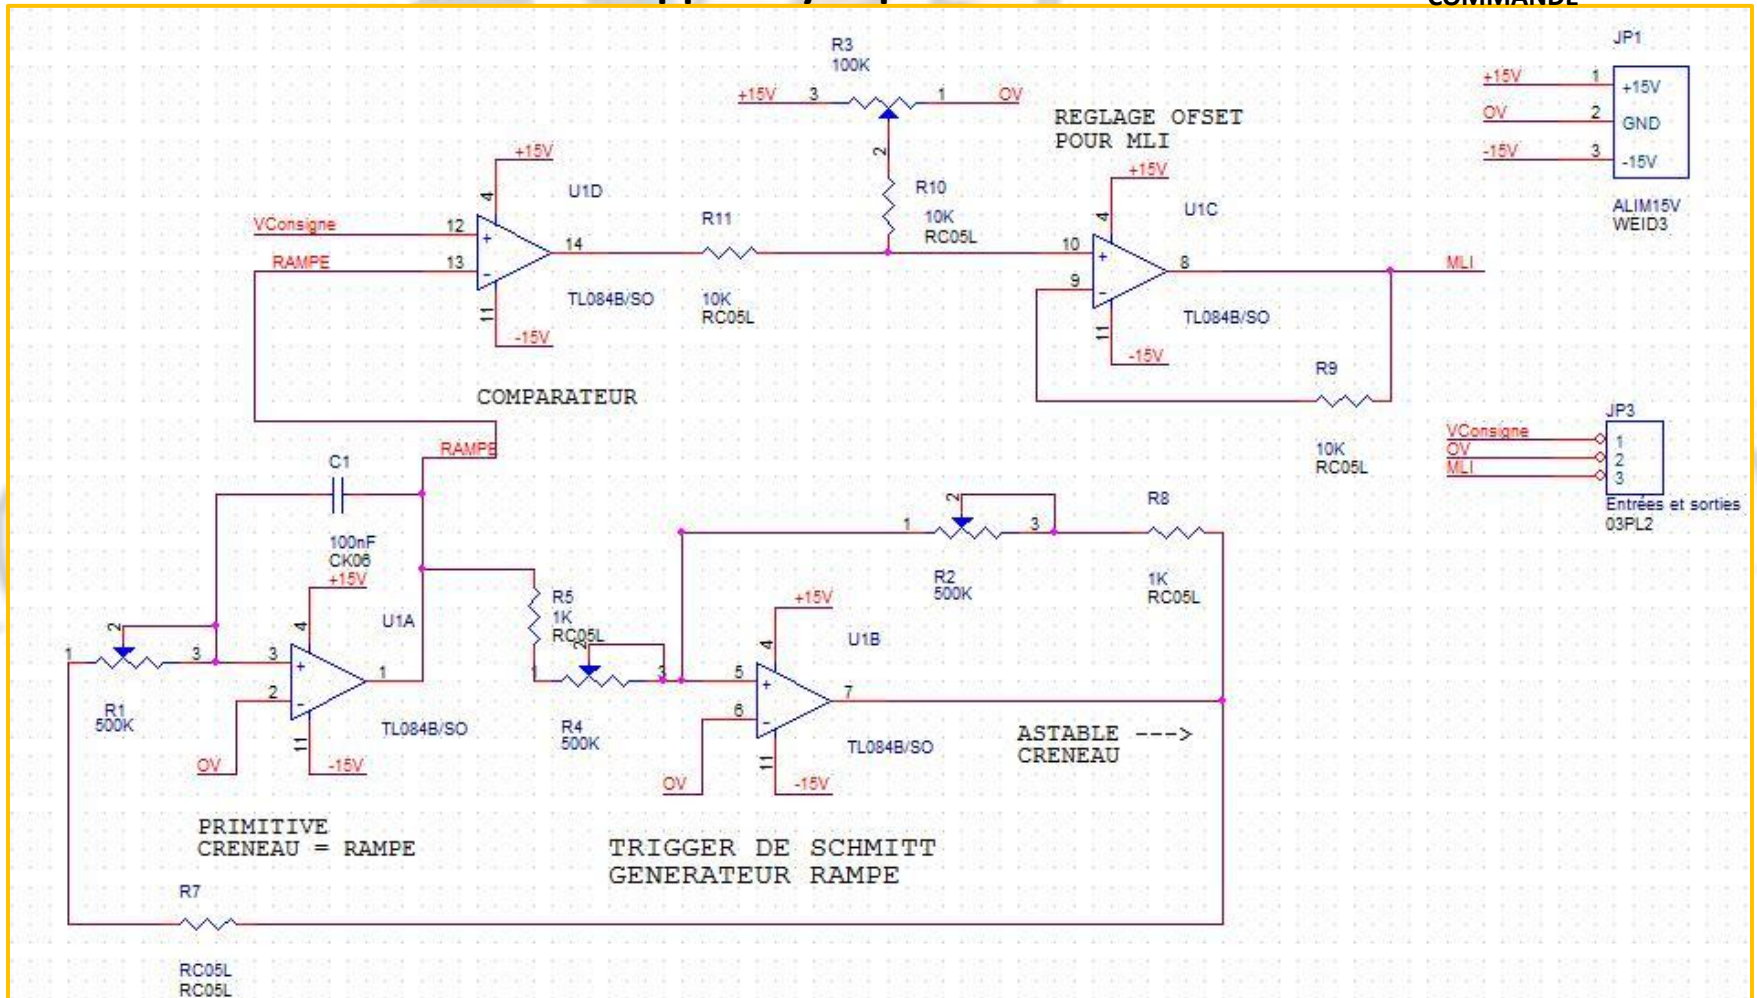 COMMANDE
R3
100K
+15V 3 1 OV
2
REGLAGE OFSET
POUR MLI
JP1
+15V 1 +15V
OV 2 GND
-15V 3 -15V
ALIM15V
WEID3
+15V
4
U1D
VConsigne 12 +
RAMPE 13 -
14
11
-15V
TL084B/SO
R11
10K
RC05L
R10
10K
RC05L
+15V
4
U1C
10 +
9 -
8
MLI
11
-15V
TL084B/SO
R9
10K
RC05L
COMPARATEUR
RAMPE
JP3
VConsigne 1
OV 2
MLI 3
Entrées et sorties
03PL2
C1
100nF
CK06
+15V
4
U1A
1 2 3 3 +
2 -
1
R1
500K
OV
11
-15V
TL084B/SO
R5
1K
RC05L
1 2 3
R4
500K
1 2 3
R2
500K
R8
1K
RC05L
+15V
4
U1B
5 +
6 -
7
OV
11
-15V
TL084B/SO
ASTABLE --->
CRENEAU
PRIMITIVE
CRENEAU = RAMPE
TRIGGER DE SCHMITT
GENERATEUR RAMPE
R7
RC05L
RC05L